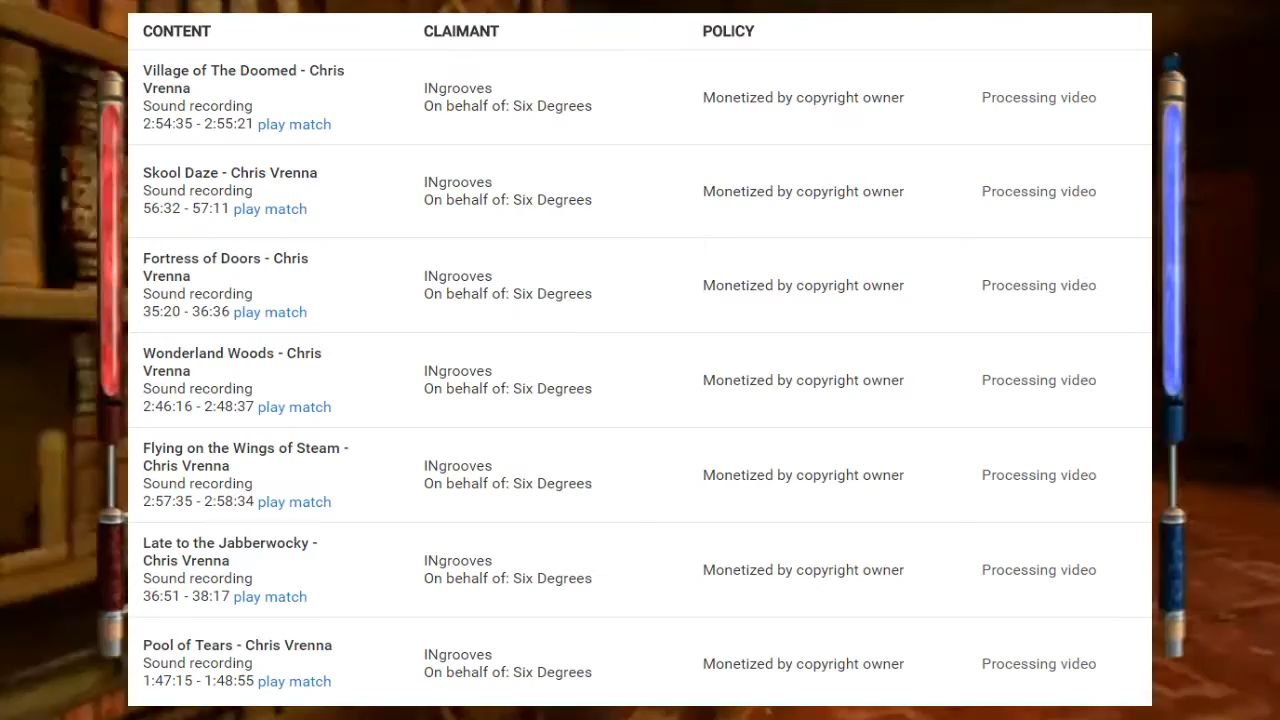 CONTENT CLAIMANT POLICY
Village of The Doomed - Chris
Vrenna
Sound recording
2:54:35 - 2:55:21 play match
INgrooves
On behalf of: Six Degrees
Monetized by copyright owner
Processing video
Skool Daze - Chris Vrenna
Sound recording
56:32 - 57:11 play match
INgrooves
On behalf of: Six Degrees
Monetized by copyright owner
Processing video
Fortress of Doors - Chris
Vrenna
Sound recording
35:20 - 36:36 play match
INgrooves
On behalf of: Six Degrees
Monetized by copyright owner
Processing video
Wonderland Woods - Chris
Vrenna
Sound recording
2:46:16 - 2:48:37 play match
INgrooves
On behalf of: Six Degrees
Monetized by copyright owner
Processing video
Flying on the Wings of Steam -
Chris Vrenna
Sound recording
2:57:35 - 2:58:34 play match
INgrooves
On behalf of: Six Degrees
Monetized by copyright owner
Processing video
Late to the Jabberwocky -
Chris Vrenna
Sound recording
36:51 - 38:17 play match
INgrooves
On behalf of: Six Degrees
Monetized by copyright owner
Processing video
Pool of Tears - Chris Vrenna
Sound recording
1:47:15 - 1:48:55 play match
INgrooves
On behalf of: Six Degrees
Monetized by copyright owner
Processing video